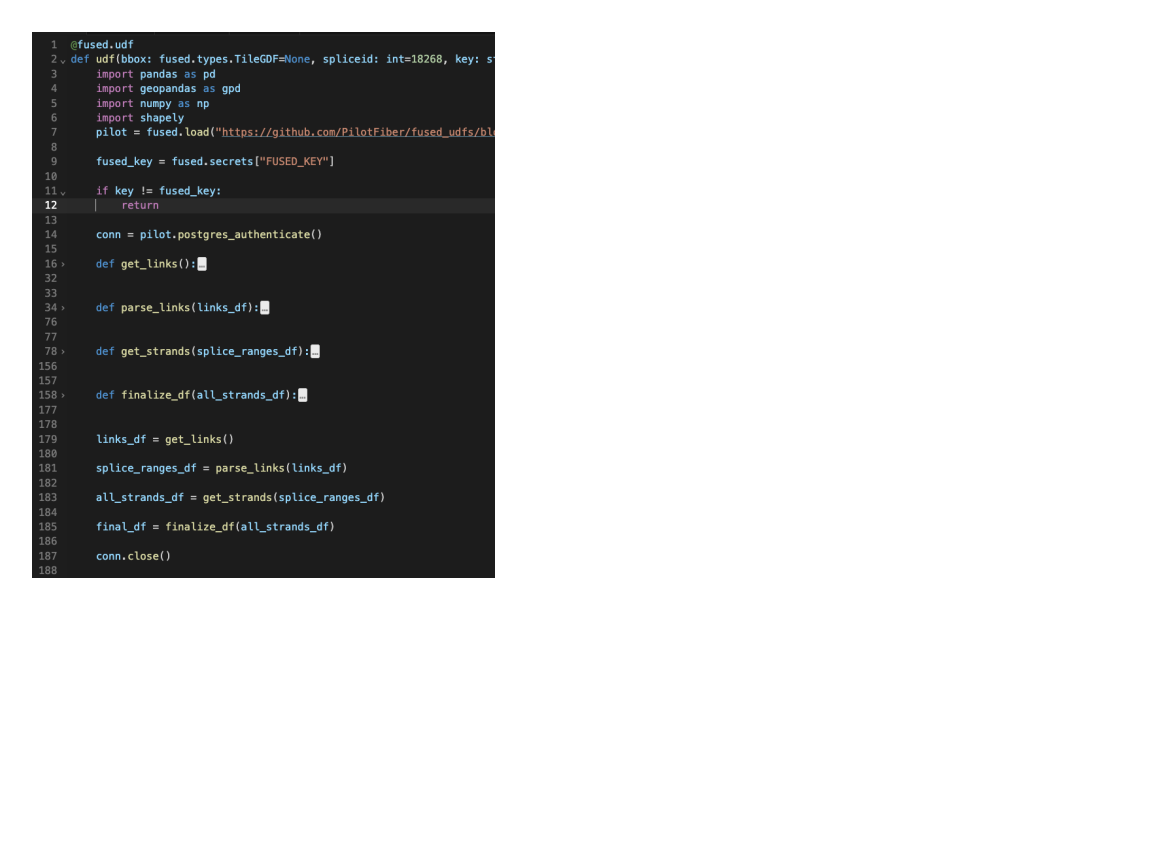 1 @fused.udf
2 def udf(bbox: fused.types.TileGDF=None, spliceid: int=18268, key:
3 import pandas as pd
4 import geopandas as gpd
5 import numpy as np
6 import shapely
7 pilot = fused.load("https://github.com/PilotFiber/fused_udfs/
8
9 fused_key = fused.secrets["FUSED_KEY"]
10
11 if key != fused_key:
12 return
13
14 conn = pilot.postgres_authenticate()
15
16 def get_links():…
32
33
34 def parse_links(links_df):…
76
77
78 def get_strands(splice_ranges_df):…
156
157
158 def finalize_df(all_strands_df):…
177
178
179 links_df = get_links()
180
181 splice_ranges_df = parse_links(links_df)
182
183 all_strands_df = get_strands(splice_ranges_df)
184
185 final_df = finalize_df(all_strands_df)
186
187 conn.close()
188